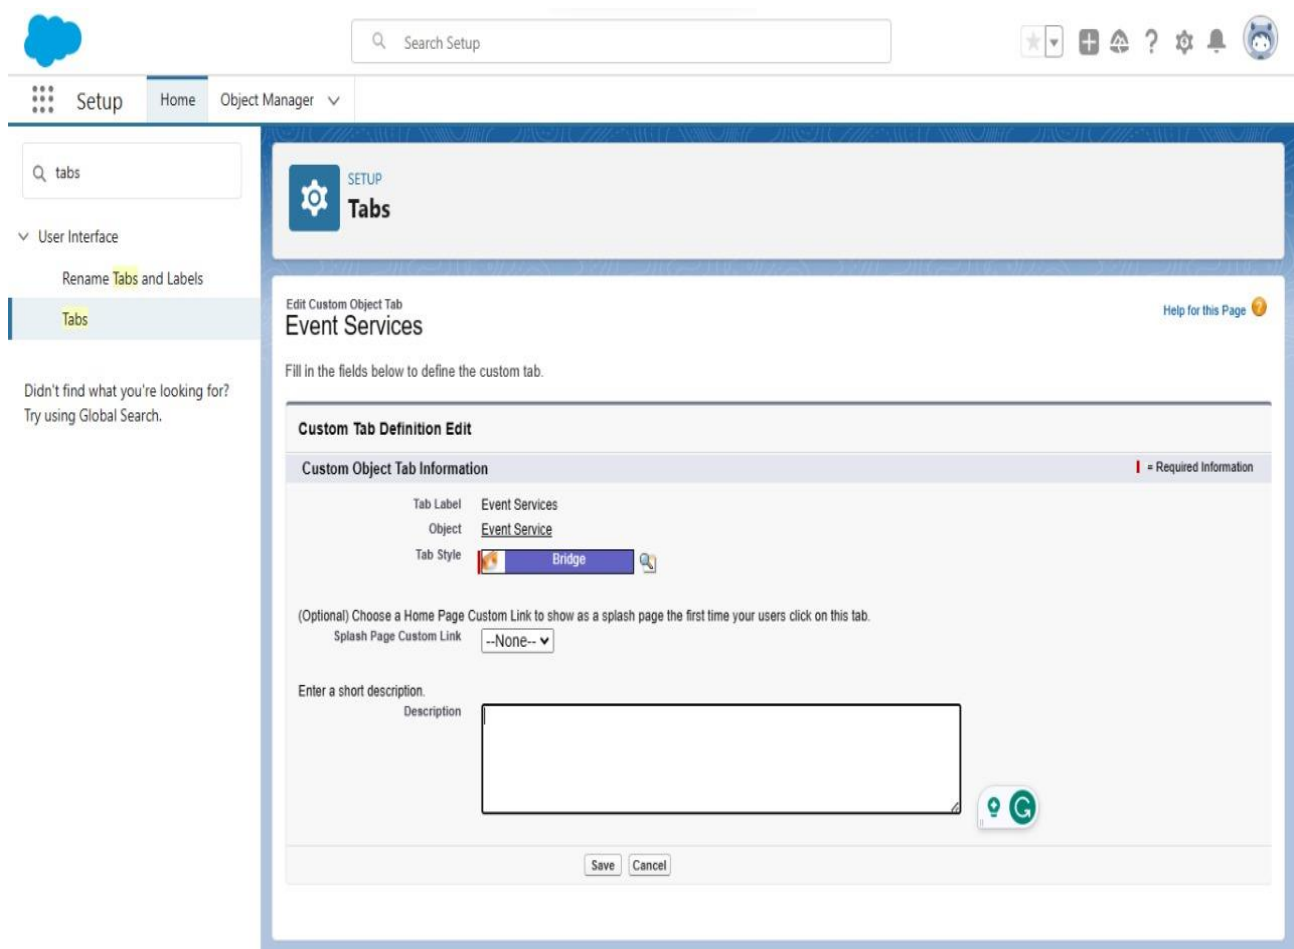 Search Setup
Setup
Home
Object Manager
tabs
User Interface
Rename Tabs and Labels
Tabs
Didn't find what you're looking for?
Try using Global Search.
SETUP
Tabs
Edit Custom Object Tab
Event Services
Help for this Page
Fill in the fields below to define the custom tab.
Custom Tab Definition Edit
Custom Object Tab Information
= Required Information
Tab Label Event Services
Object Event Service
Tab Style Bridge
(Optional) Choose a Home Page Custom Link to show as a splash page the first time your users click on this tab.
Splash Page Custom Link --None--
Enter a short description.
Description
Save Cancel